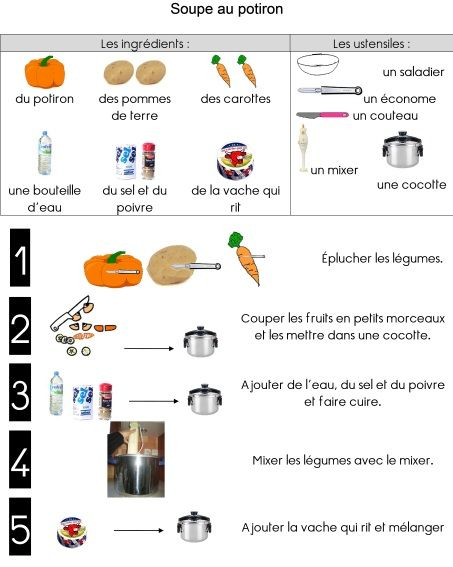 Soupe au potiron
Les ingrédients :
Les ustensiles :
du potiron
des pommes
de terre
des carottes
une bouteille
d'eau
du sel et du
poivre
de la vache qui
rit
un saladier
un économe
un couteau
un mixer
une cocotte
1
Éplucher les légumes.
2
Couper les fruits en petits morceaux
et les mettre dans une cocotte.
3
Ajouter de l'eau, du sel et du poivre
et faire cuire.
4
Mixer les légumes avec le mixer.
5
Ajouter la vache qui rit et mélanger